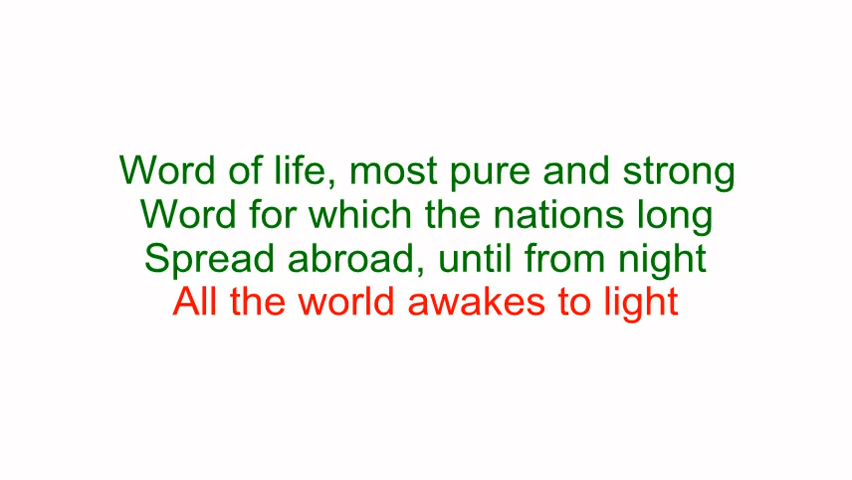 Word of life, most pure and strong
Word for which the nations long
Spread abroad, until from night
All the world awakes to light